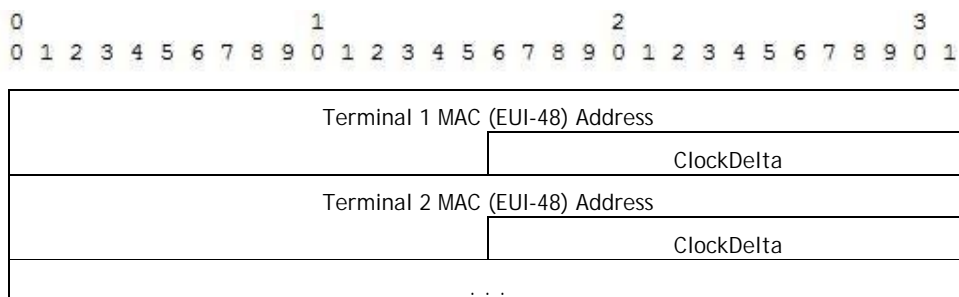 0 1 2 3
0 1 2 3 4 5 6 7 8 9 0 1 2 3 4 5 6 7 8 9 0 1 2 3 4 5 6 7 8 9 0 1
Terminal 1 MAC (EUI-48) Address
ClockDelta
Terminal 2 MAC (EUI-48) Address
ClockDelta
. . .